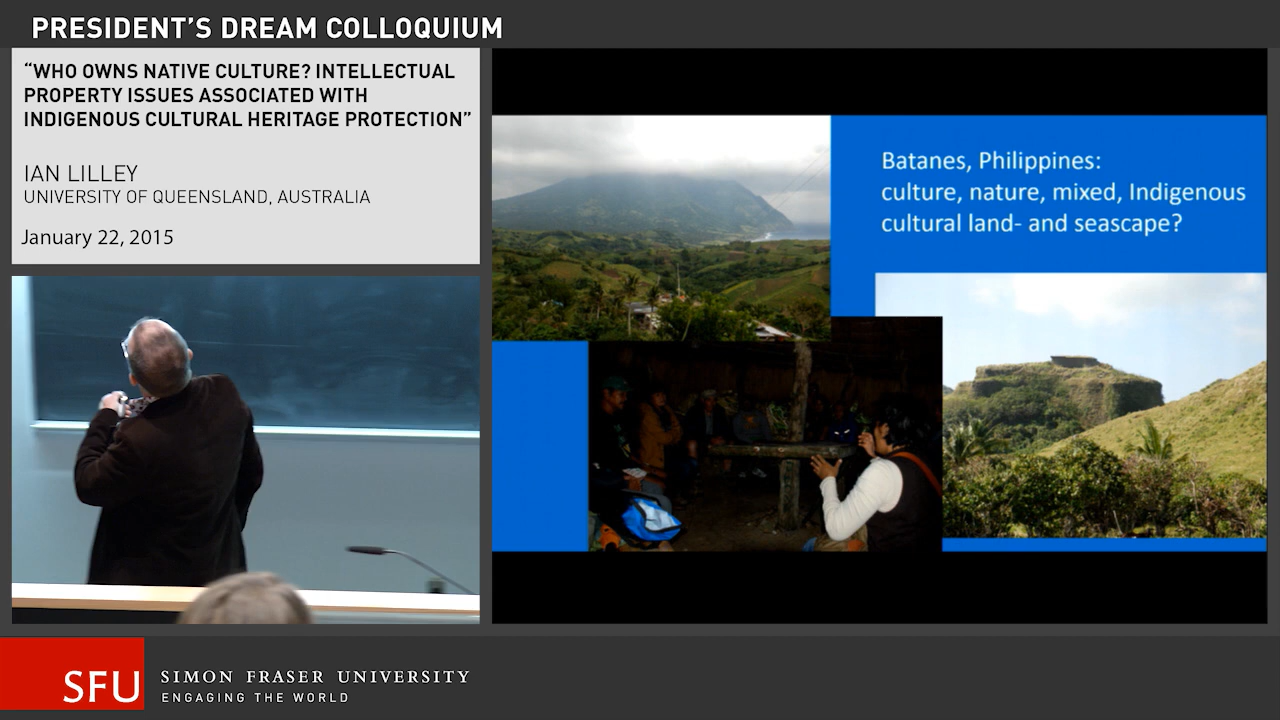 PRESIDENT’S DREAM COLLOQUIUM
“WHO OWNS NATIVE CULTURE? INTELLECTUAL
PROPERTY ISSUES ASSOCIATED WITH
INDIGENOUS CULTURAL HERITAGE PROTECTION”
IAN LILLEY
UNIVERSITY OF QUEENSLAND, AUSTRALIA
January 22, 2015
Batanes, Philippines:
culture, nature, mixed, Indigenous
cultural land- and seascape?
SFU
SIMON FRASER UNIVERSITY
ENGAGING THE WORLD